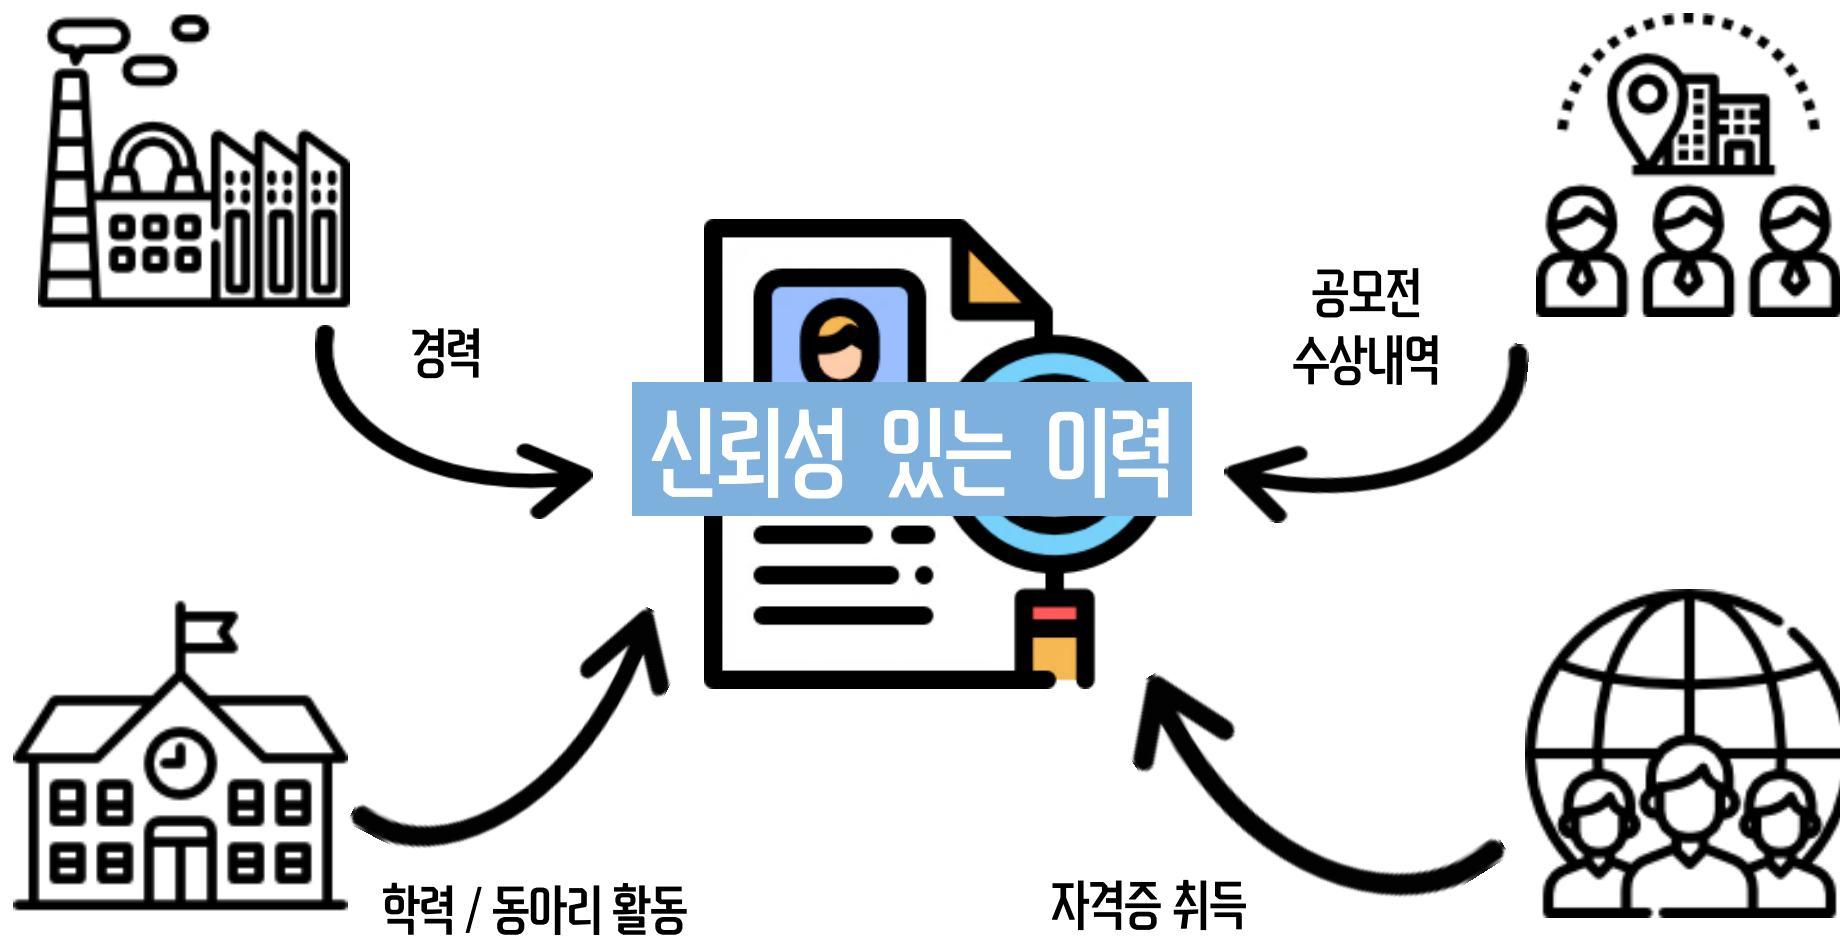 경력
공모전
수상내역
신뢰성 있는 이력
학력 / 동아리 활동
자격증 취득